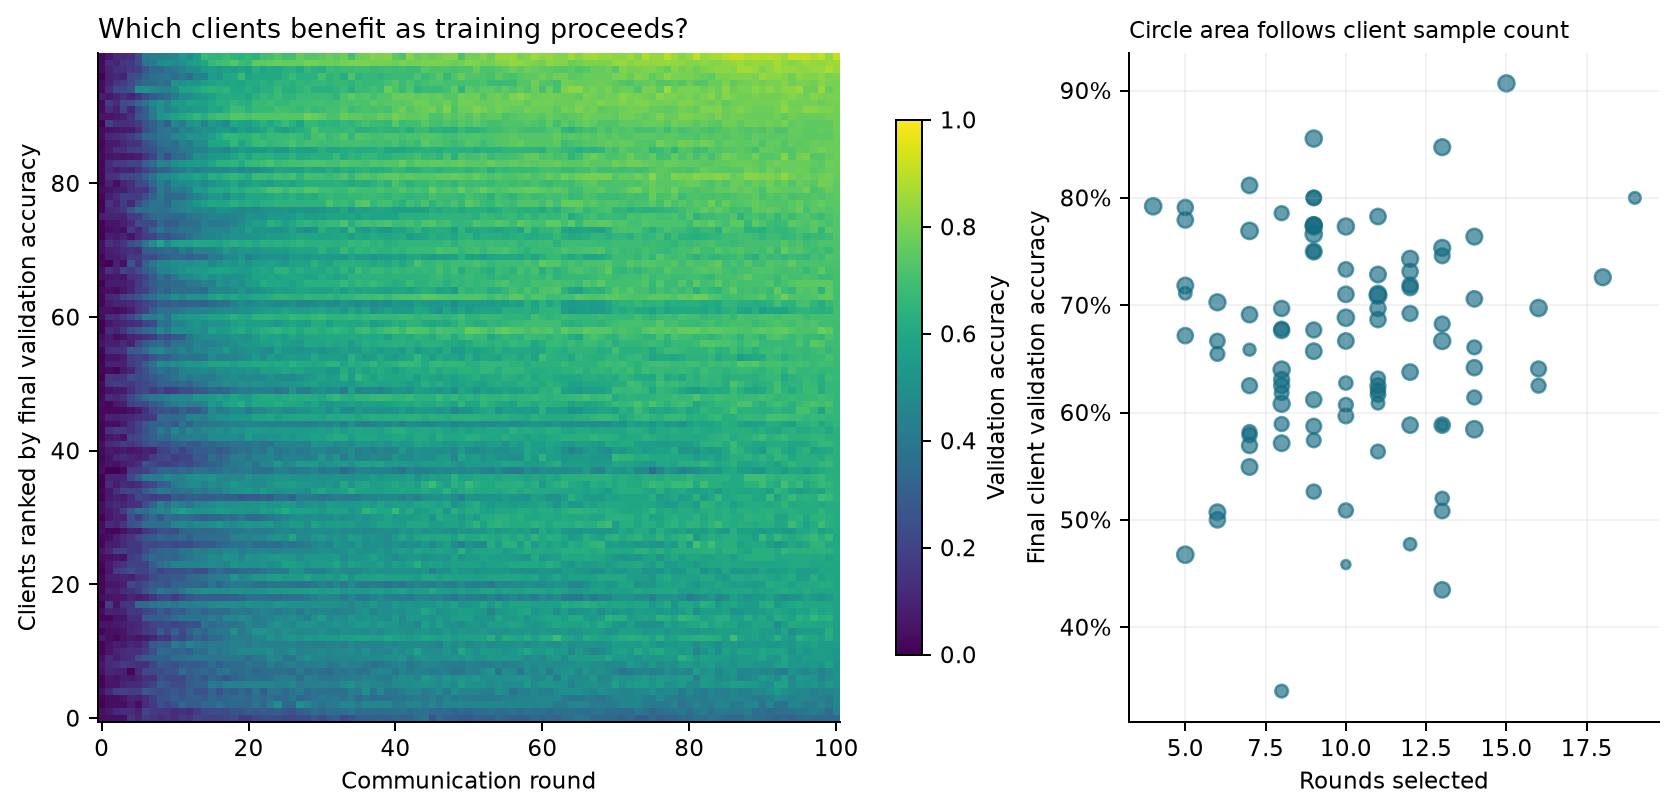 Which clients benefit as training proceeds?
Clients ranked by final validation accuracy
80
60
40
20
0
0 20 40 60 80 100
Communication round
1.0
0.8
0.6
0.4
0.2
0.0
Validation accuracy
Circle area follows client sample count
Final client validation accuracy
90%
80%
70%
60%
50%
40%
5.0 7.5 10.0 12.5 15.0 17.5
Rounds selected